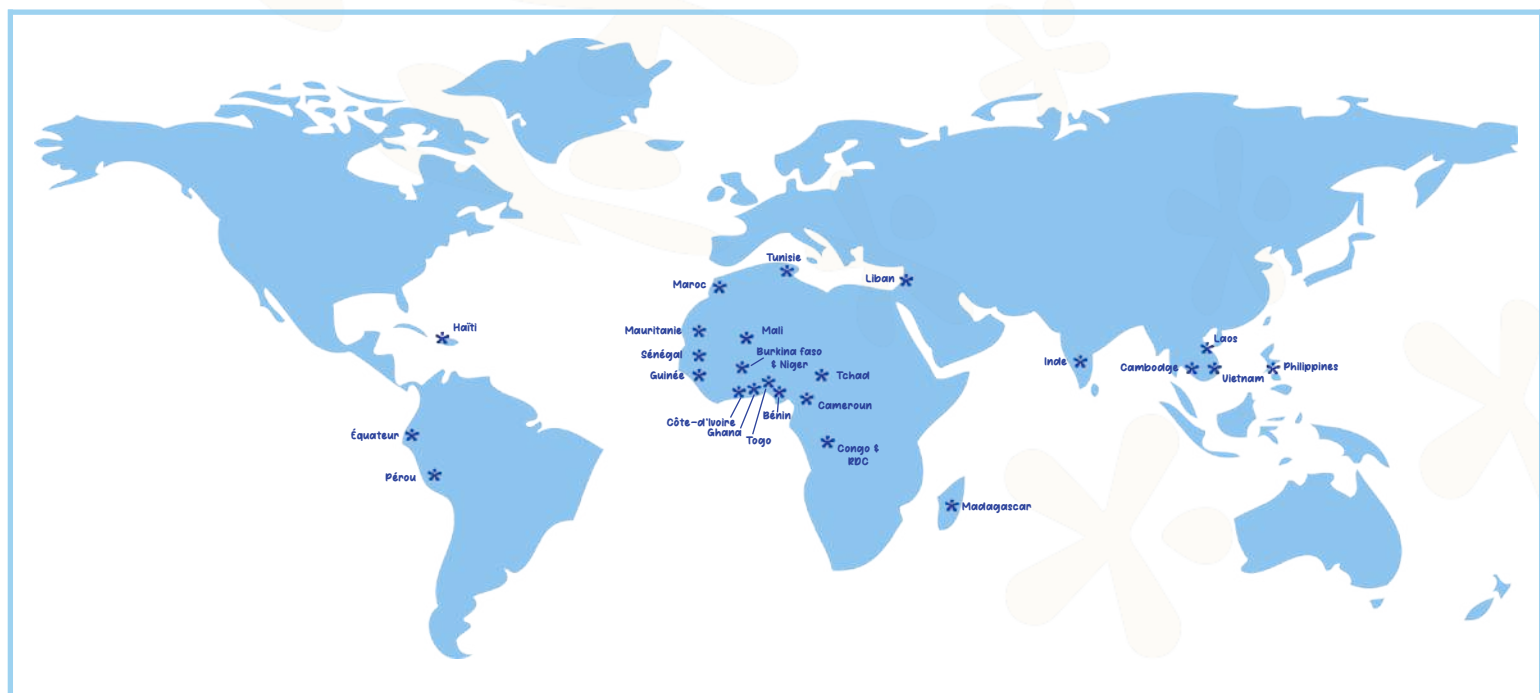 Tunisie
Maroc
Liban
Haïti
Mauritanie
Mali
Sénégal
Burkina faso
& Niger
Guinée
Tchad
Côte-d'Ivoire
Ghana
Togo
Bénin
Cameroun
Congo &
RDC
Équateur
Pérou
Madagascar
Inde
Laos
Cambodge
Vietnam
Philippines